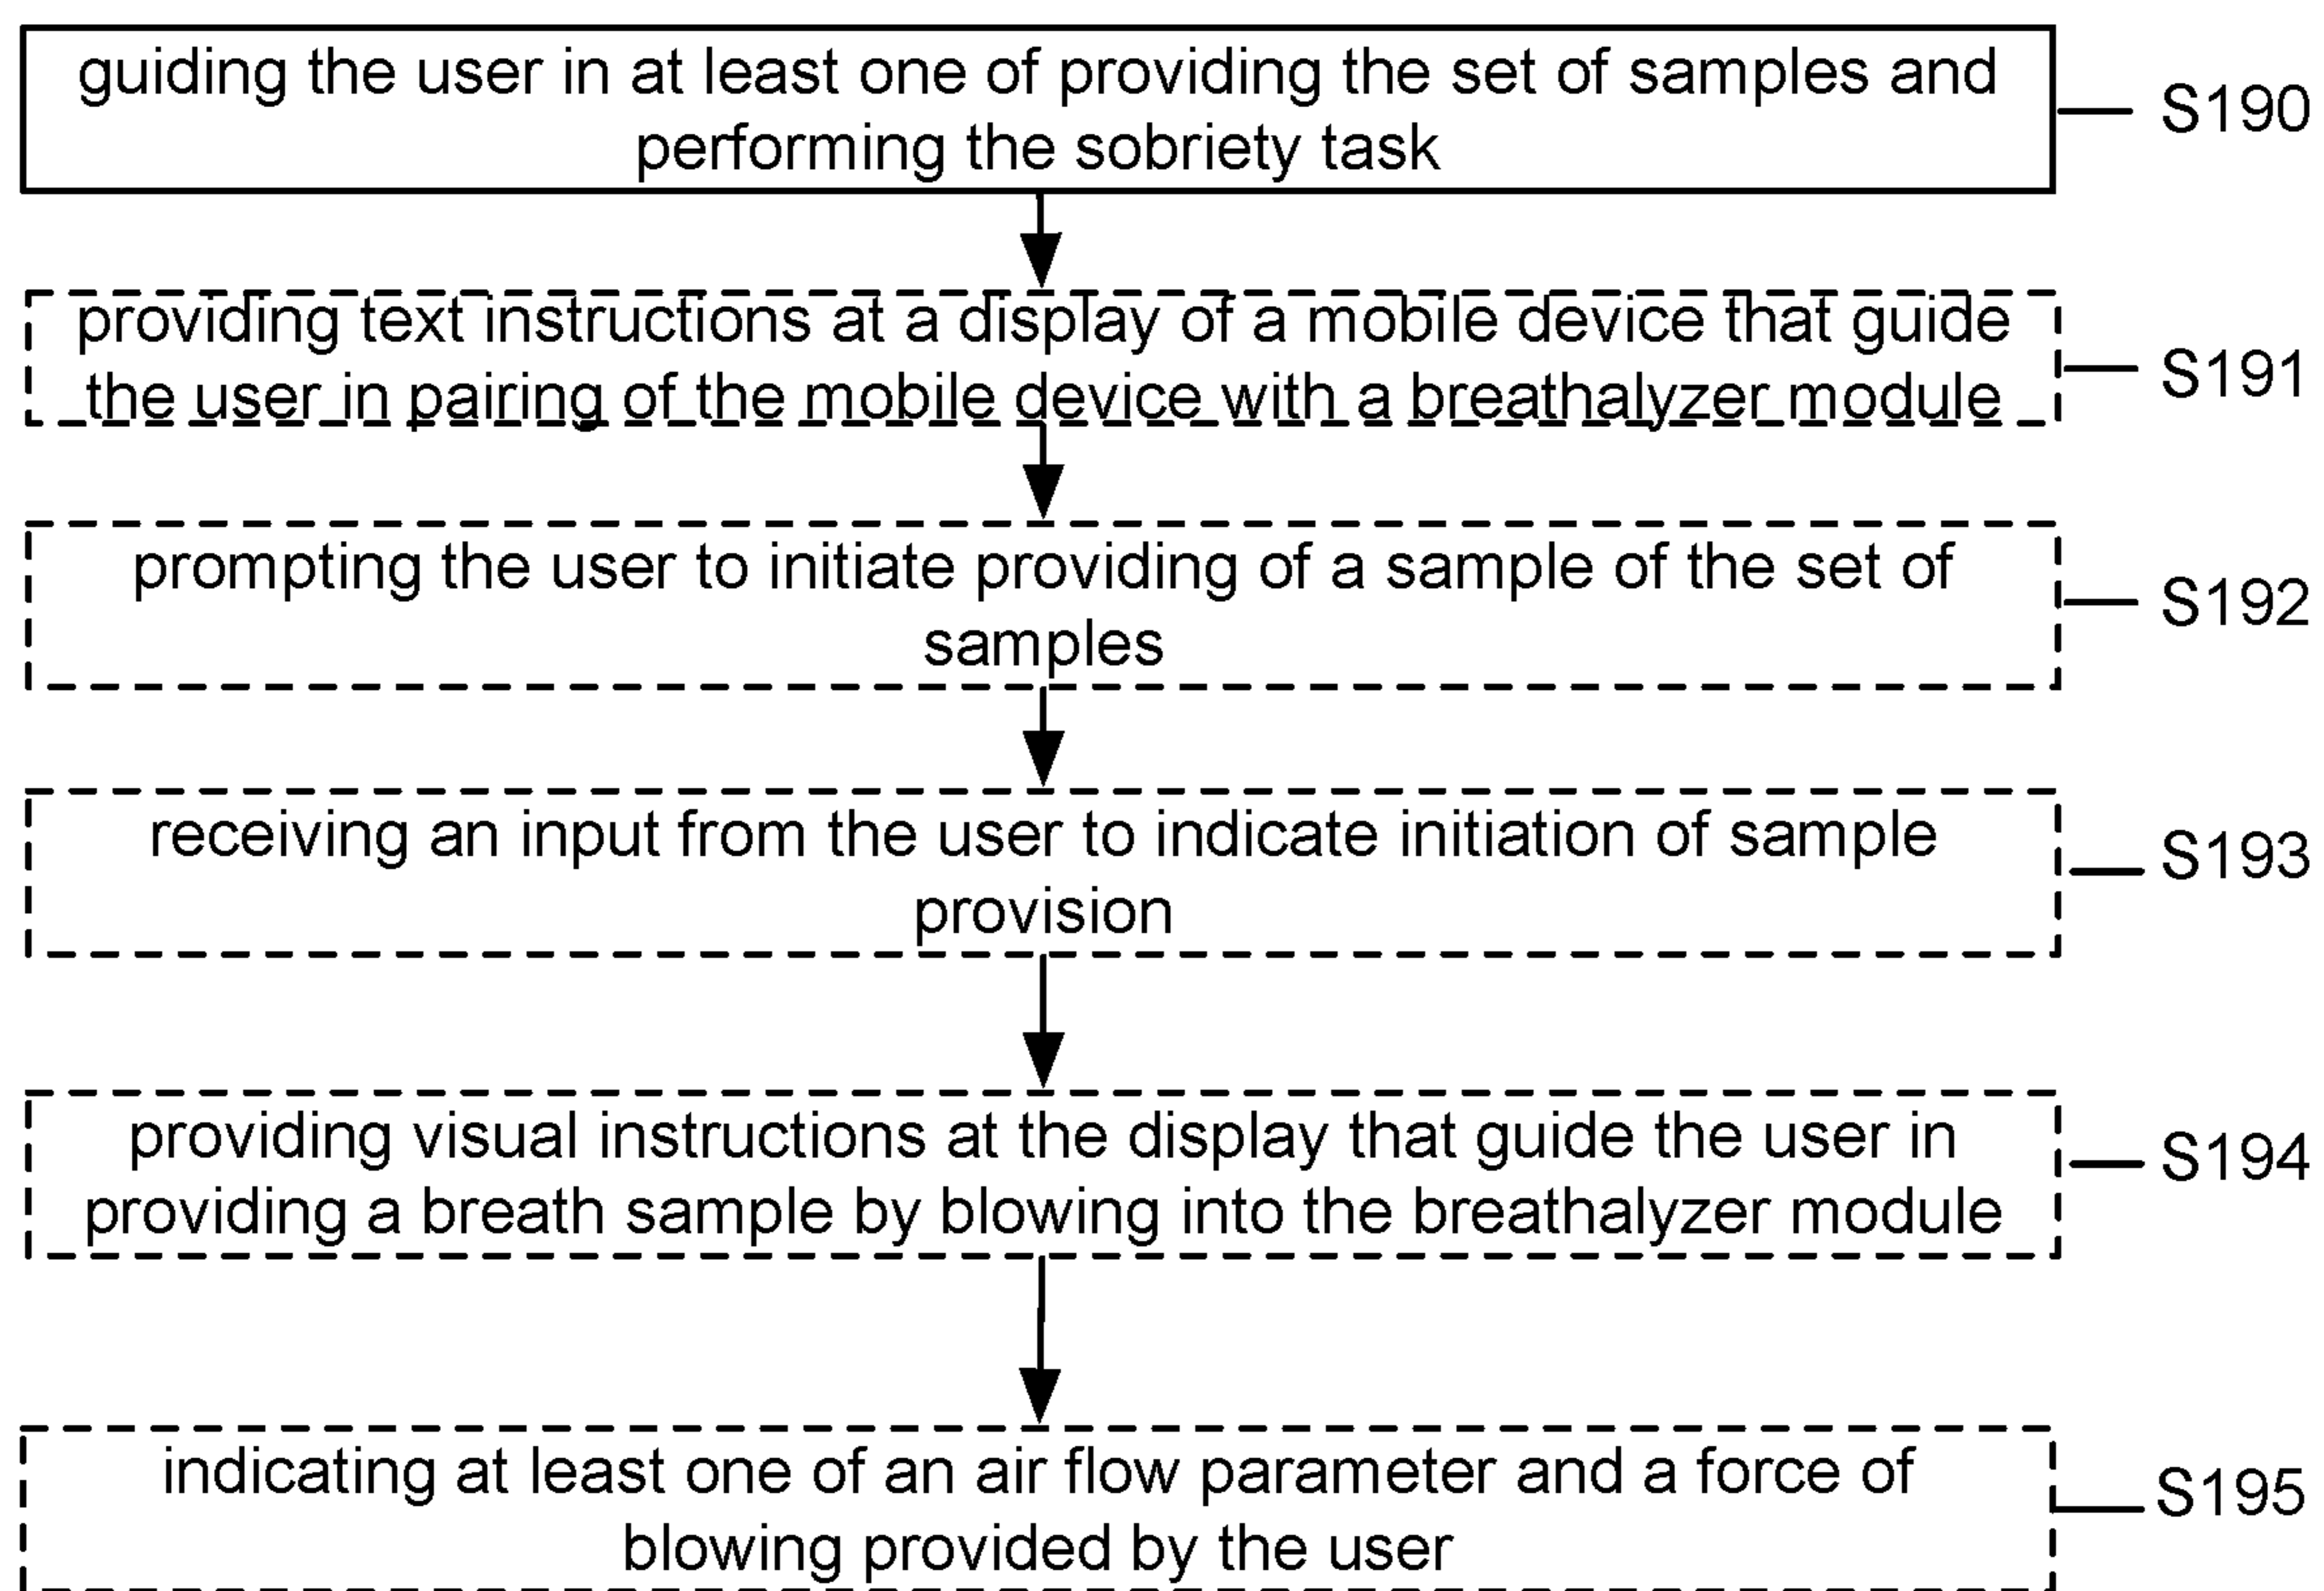 guiding the user in at least one of providing the set of samples and
performing the sobriety task
S190
providing text instructions at a display of a mobile device that guide
the user in pairing of the mobile device with a breathalyzer module
S191
prompting the user to initiate providing of a sample of the set of
samples
S192
receiving an input from the user to indicate initiation of sample
provision
S193
providing visual instructions at the display that guide the user in
providing a breath sample by blowing into the breathalyzer module
S194
indicating at least one of an air flow parameter and a force of
blowing provided by the user
S195